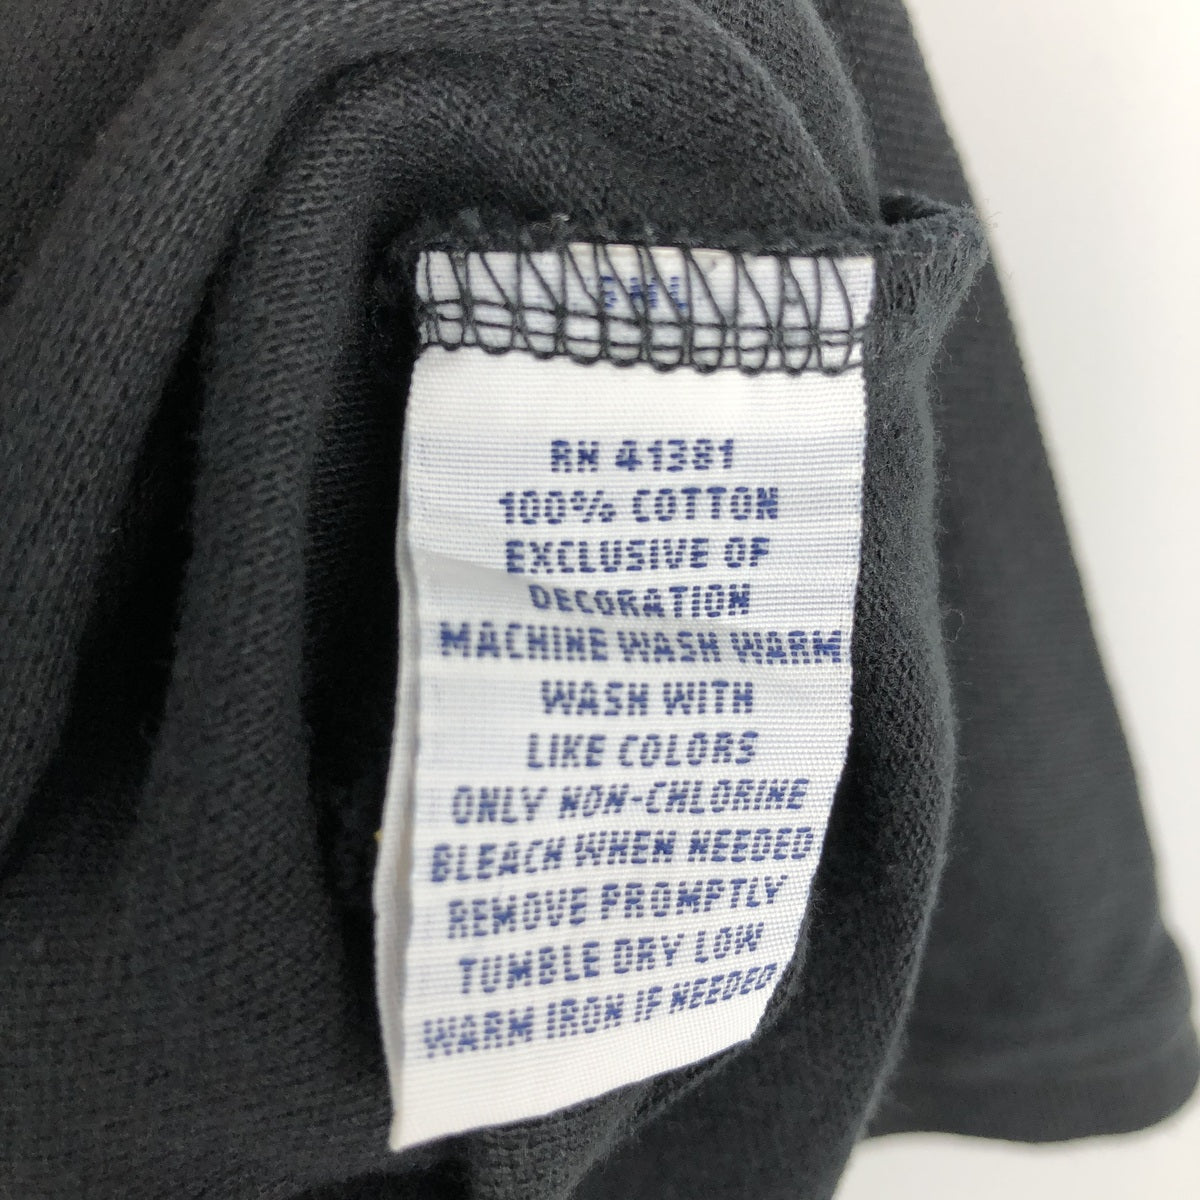 RN 41381
100% COTTON
EXCLUSIVE OF
DECORATION
MACHINE WASH WARM
WASH WITH
LIKE COLORS
ONLY NON-CHLORINE
BLEACH WHEN NEEDED
REMOVE PROMPTLY
TUMBLE DRY LOW
WARM IRON IF NEEDED